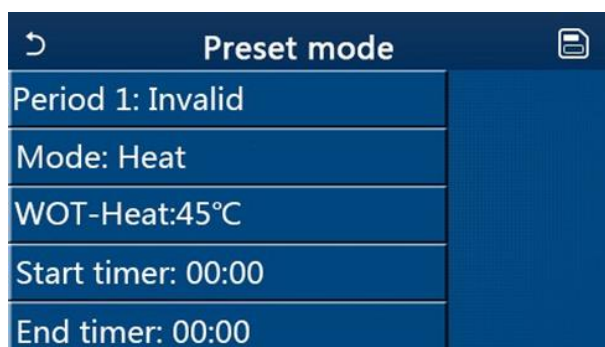 Preset mode
Period 1: Invalid
Mode: Heat
WOT-Heat:45℃
Start timer: 00:00
End timer: 00:00